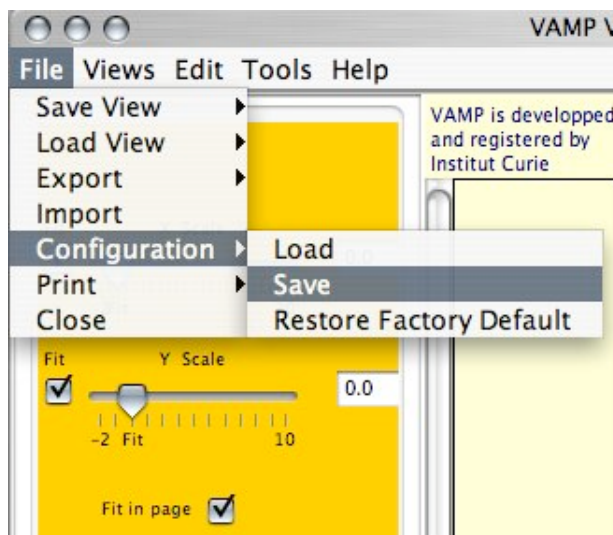 VAMP V
File Views Edit Tools Help
Save View
Load View
Export
Import
Configuration
Print
Close
Load
Save
Restore Factory Default
VAMP is developped
and registered by
Institut Curie
Fit Y Scale
0.0
-2 Fit 10
Fit in page